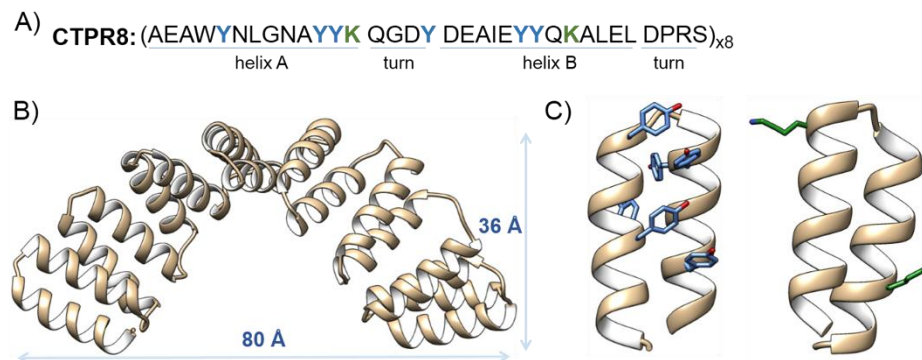 A) CTPR8: (AEAWYNLGNAYYK QGDY DEAIEYYQKALEL DPRS)x8
helix A turn helix B turn
B)
C)
36 Å
80 Å